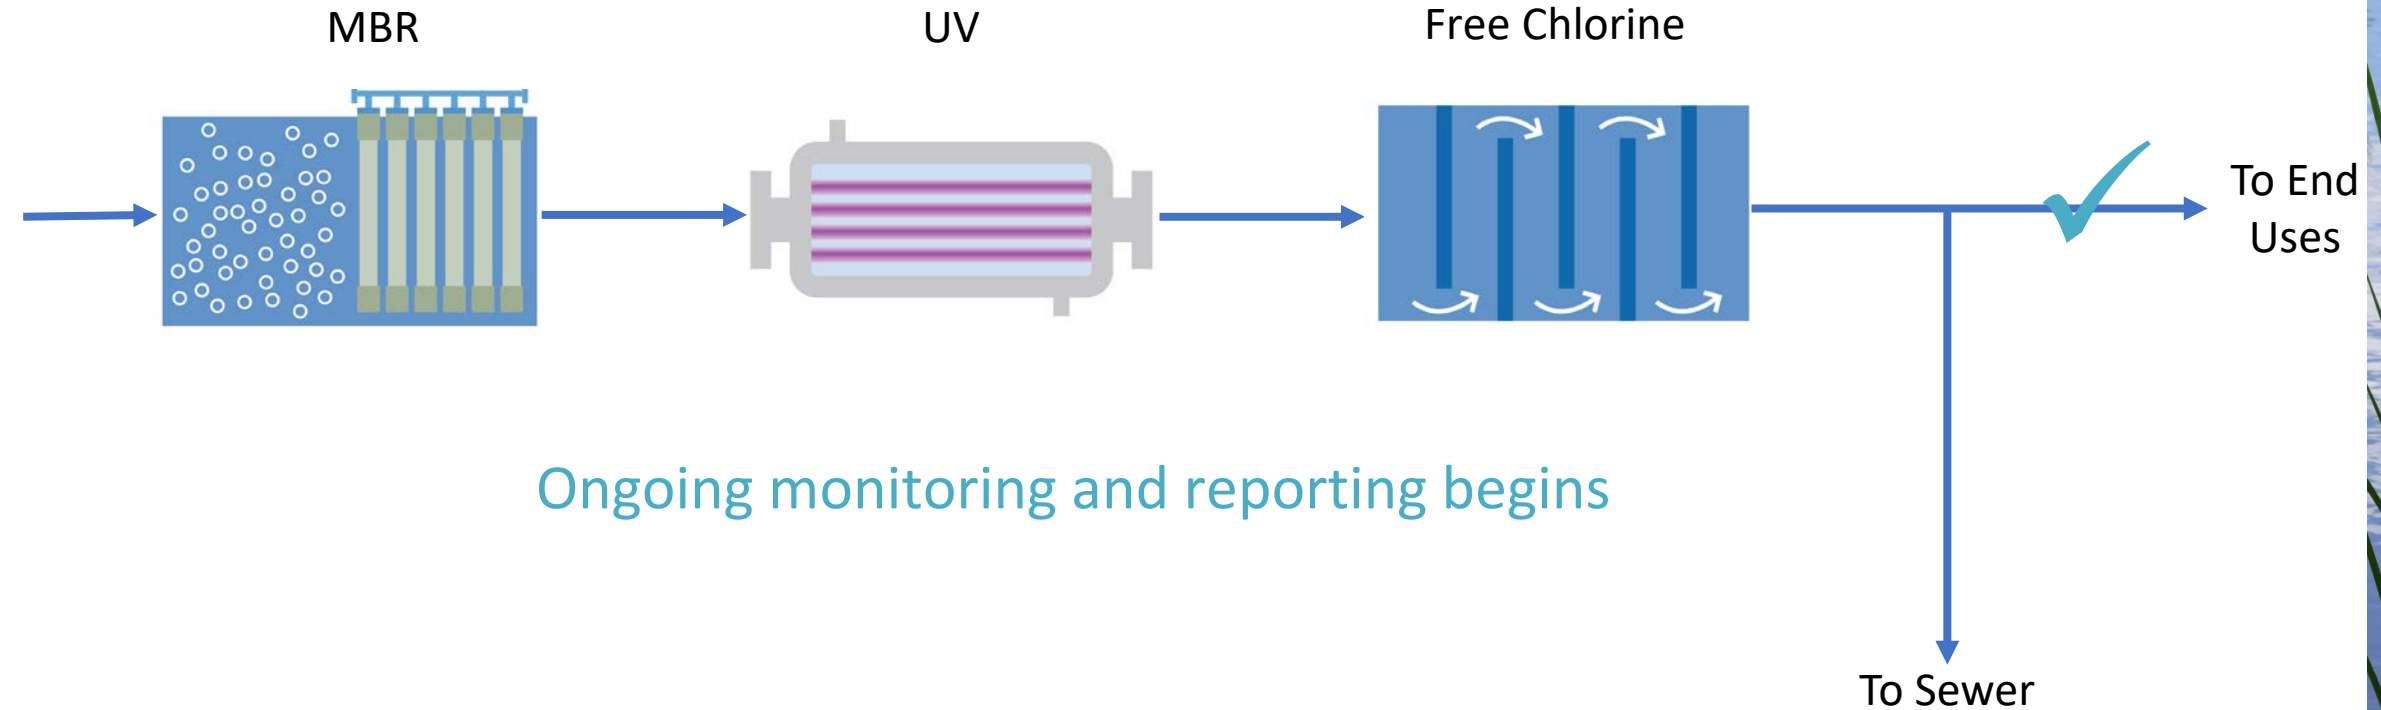 MBR
UV
Free Chlorine
To End
Uses
Ongoing monitoring and reporting begins
To Sewer